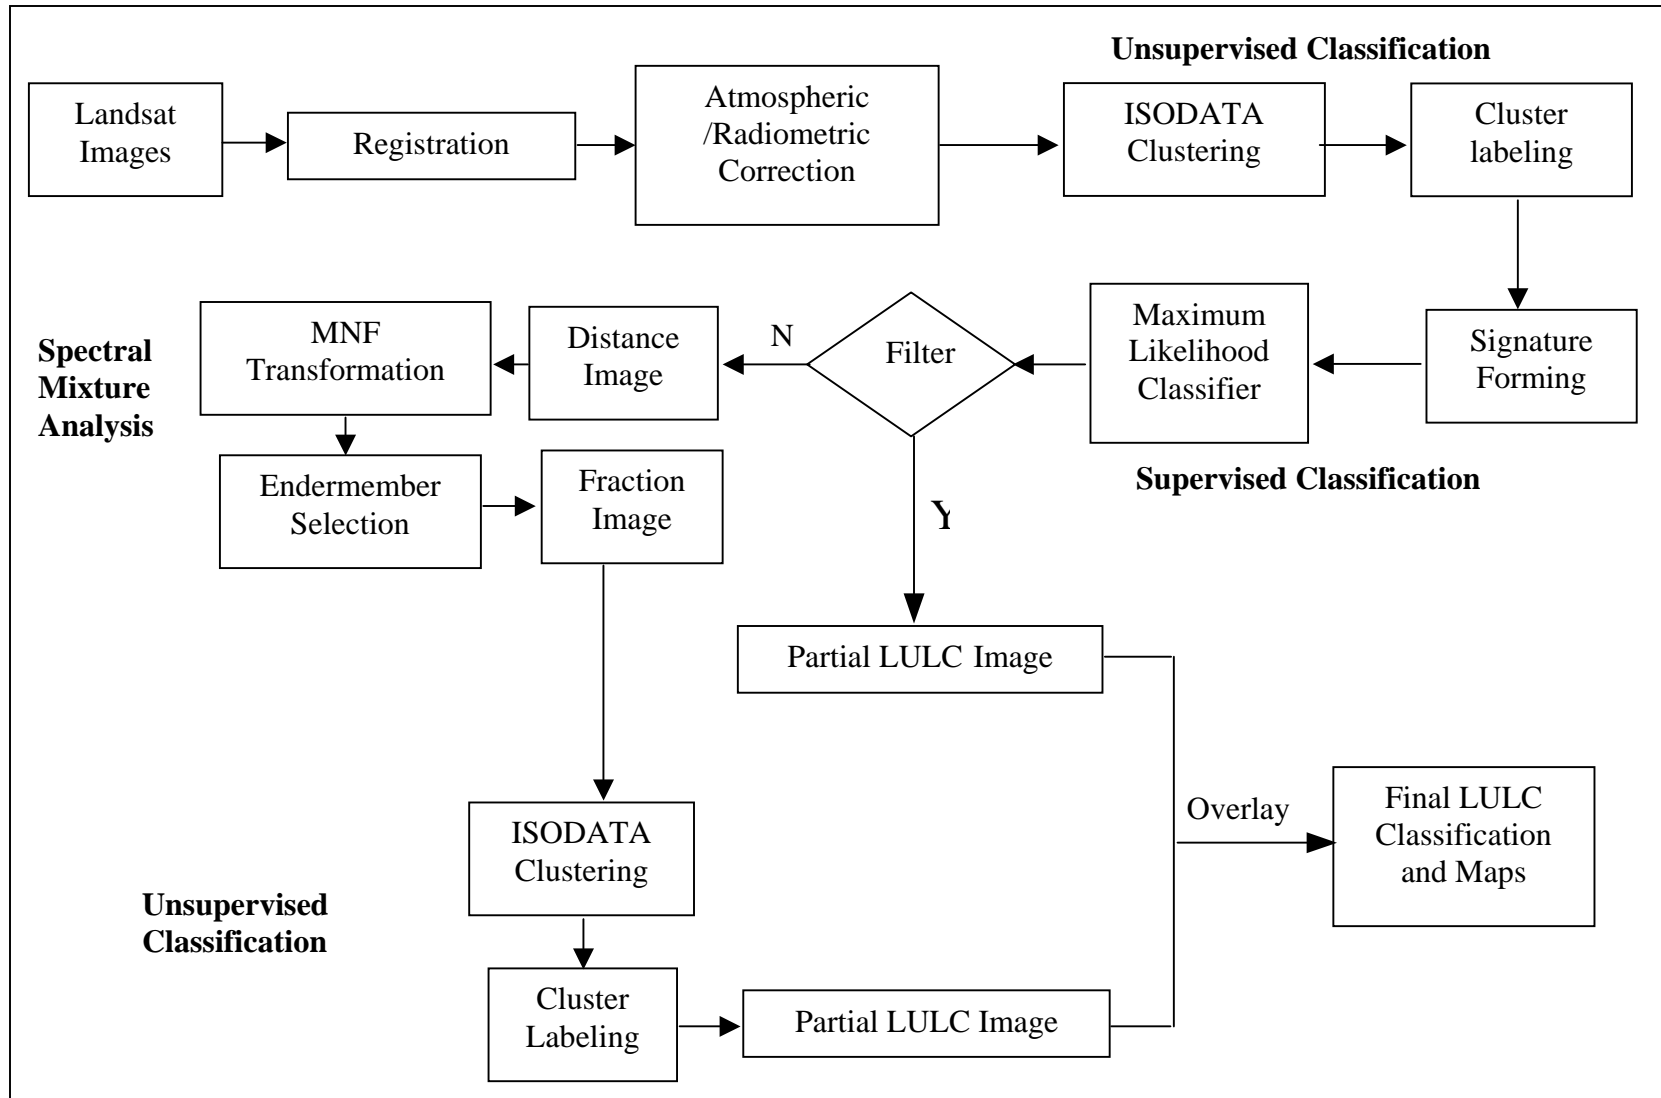 Unsupervised Classification
Landsat
Images
Registration
Atmospheric
/Radiometric
Correction
ISODATA
Clustering
Cluster
labeling
Spectral
Mixture
Analysis
MNF
Transformation
Distance
Image
N
Filter
Maximum
Likelihood
Classifier
Signature
Forming
Supervised Classification
Endermember
Selection
Fraction
Image
Y
Partial LULC Image
Overlay
Final LULC
Classification
and Maps
ISODATA
Clustering
Unsupervised
Classification
Cluster
Labeling
Partial LULC Image